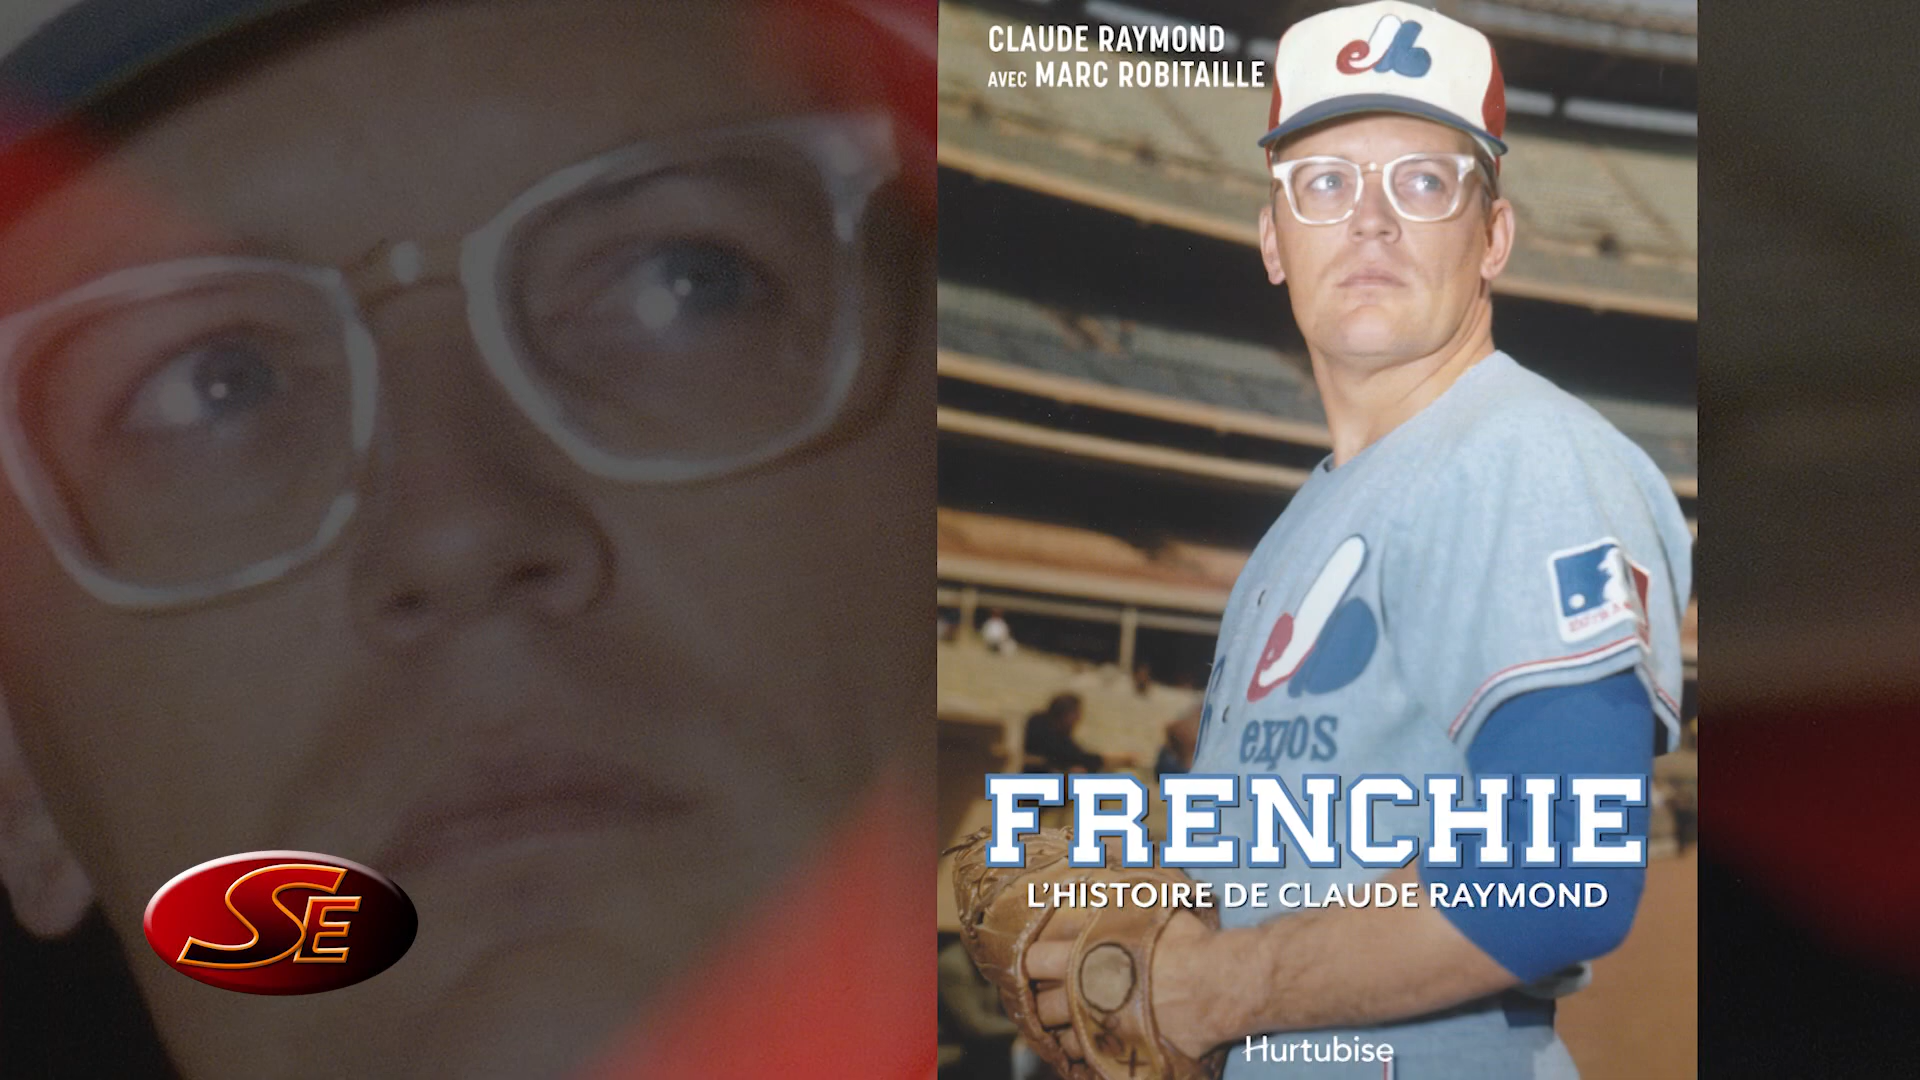 CLAUDE RAYMOND
AVEC MARC ROBITAILLE
expos
FRENCHIE
L'HISTOIRE DE CLAUDE RAYMOND
Hurtubise
SE